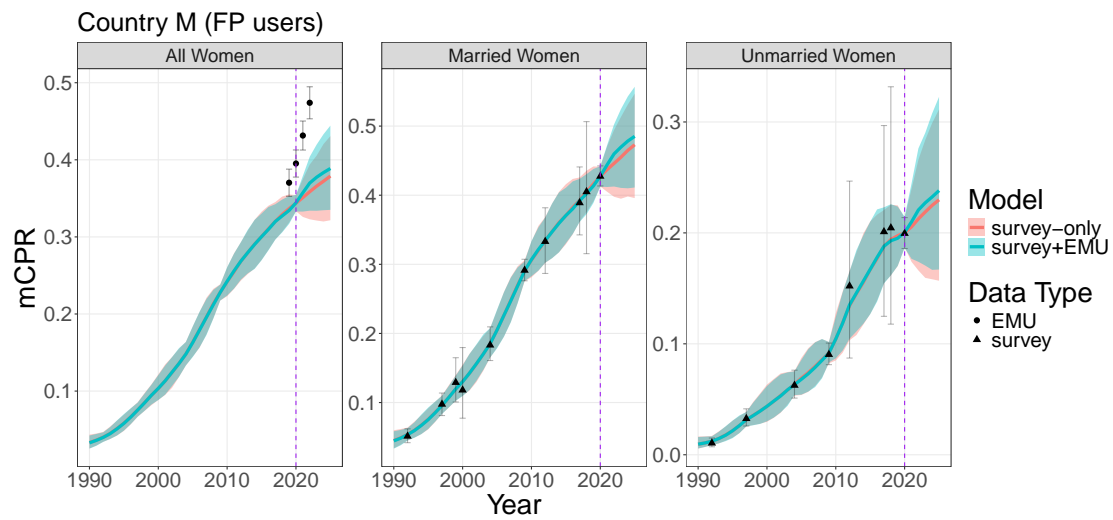 Country M (FP users)
All Women
Married Women
Unmarried Women
mCPR
0.5
0.4
0.3
0.2
0.1
1990
2000
2010
2020
0.5
0.4
0.3
0.2
0.1
1990
2000
2010
2020
0.3
0.2
0.1
0.0
1990
2000
2010
2020
Year
Model
survey-only
survey+EMU
Data Type
EMU
survey